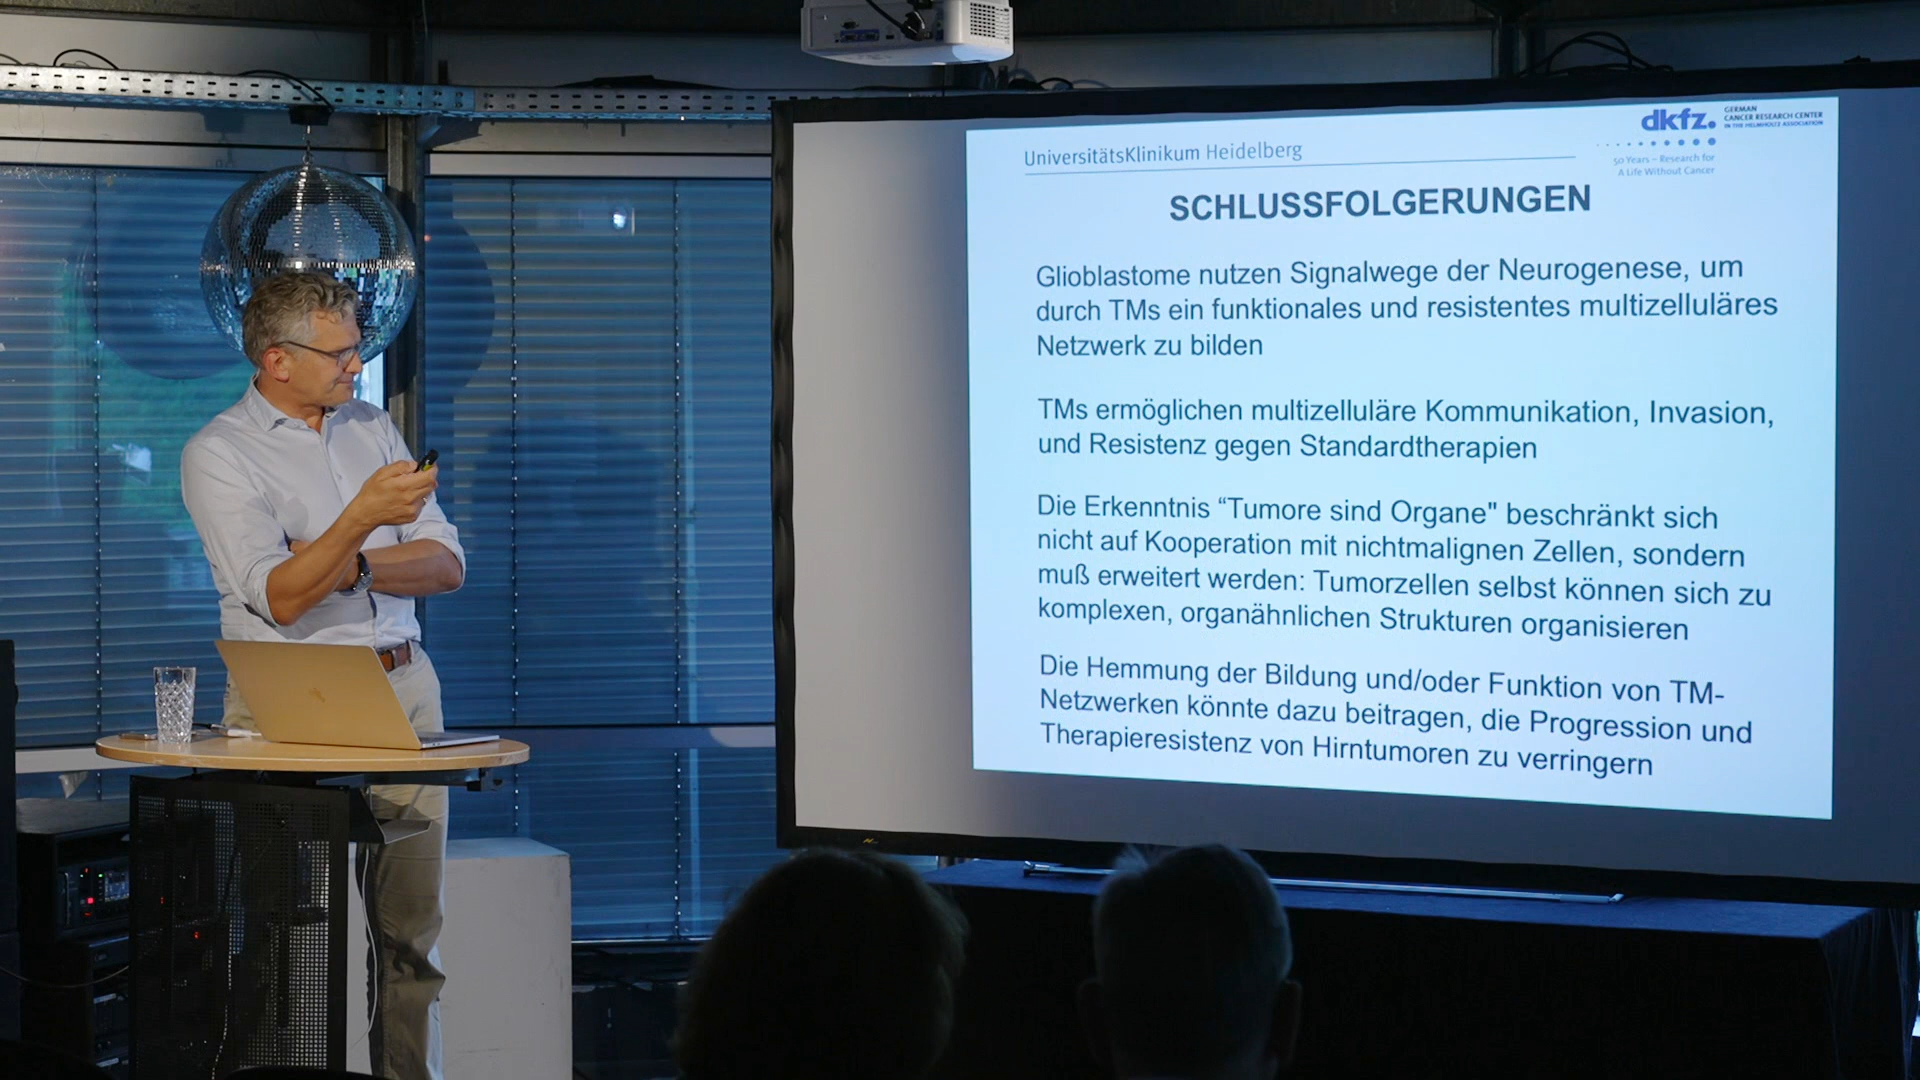 dkfz.
GERMAN
CANCER RESEARCH CENTER
IN THE HELMHOLTZ ASSOCIATION
50 Years – Research for
A Life Without Cancer
UniversitätsKlinikum Heidelberg
SCHLUSSFOLGERUNGEN
Glioblastome nutzen Signalwege der Neurogenese, um
durch TMs ein funktionales und resistentes multizelluläres
Netzwerk zu bilden
TMs ermöglichen multizelluläre Kommunikation, Invasion,
und Resistenz gegen Standardtherapien
Die Erkenntnis “Tumore sind Organe" beschränkt sich
nicht auf Kooperation mit nichtmalignen Zellen, sondern
muß erweitert werden: Tumorzellen selbst können sich zu
komplexen, organähnlichen Strukturen organisieren
Die Hemmung der Bildung und/oder Funktion von TM-
Netzwerken könnte dazu beitragen, die Progression und
Therapieresistenz von Hirntumoren zu verringern